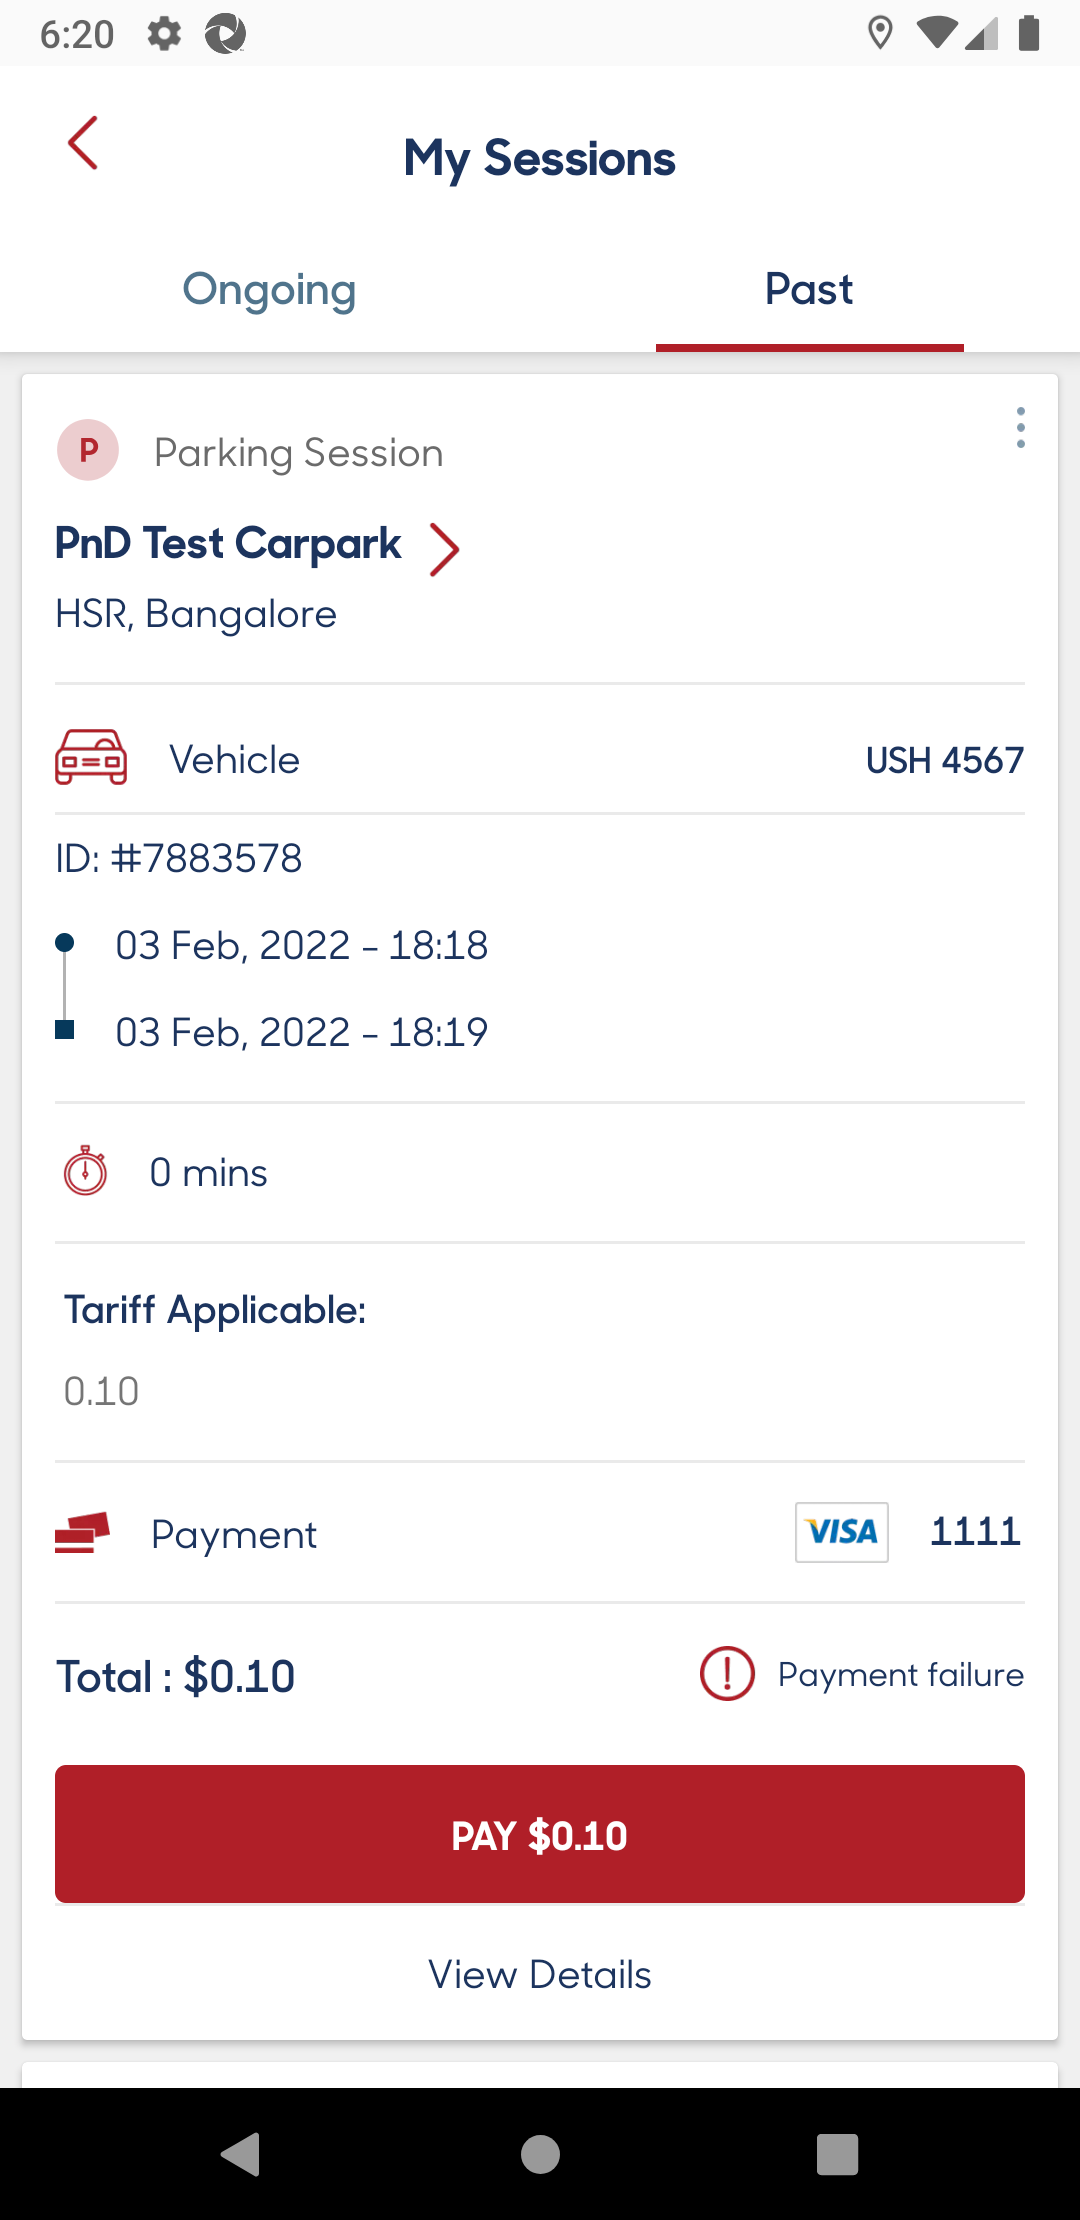 6:20
My Sessions
Ongoing
Past
P Parking Session
PnD Test Carpark
HSR, Bangalore
Vehicle
USH 4567
ID: #7883578
03 Feb, 2022 - 18:18
03 Feb, 2022 - 18:19
0 mins
Tariff Applicable:
0.10
Payment
VISA
1111
Total : $0.10
! Payment failure
PAY $0.10
View Details